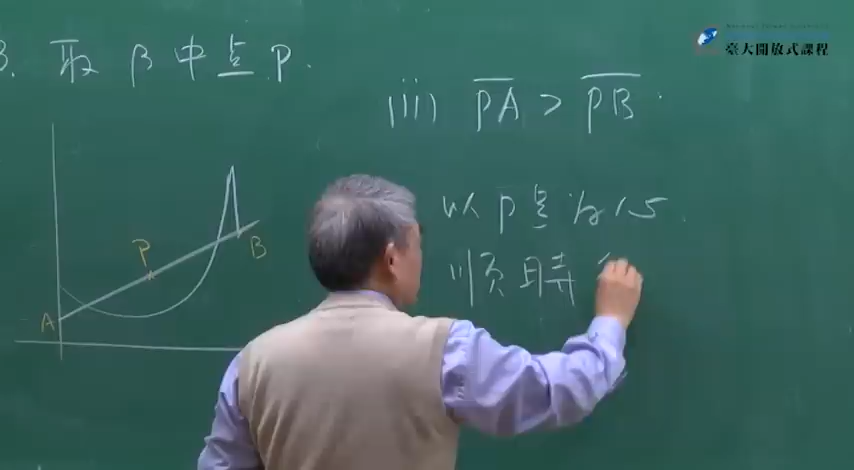 3. 取 β 中点 P.
(iii) PA > PB.
以 P 点为心
顺時
P
B
A
臺大開放式課程